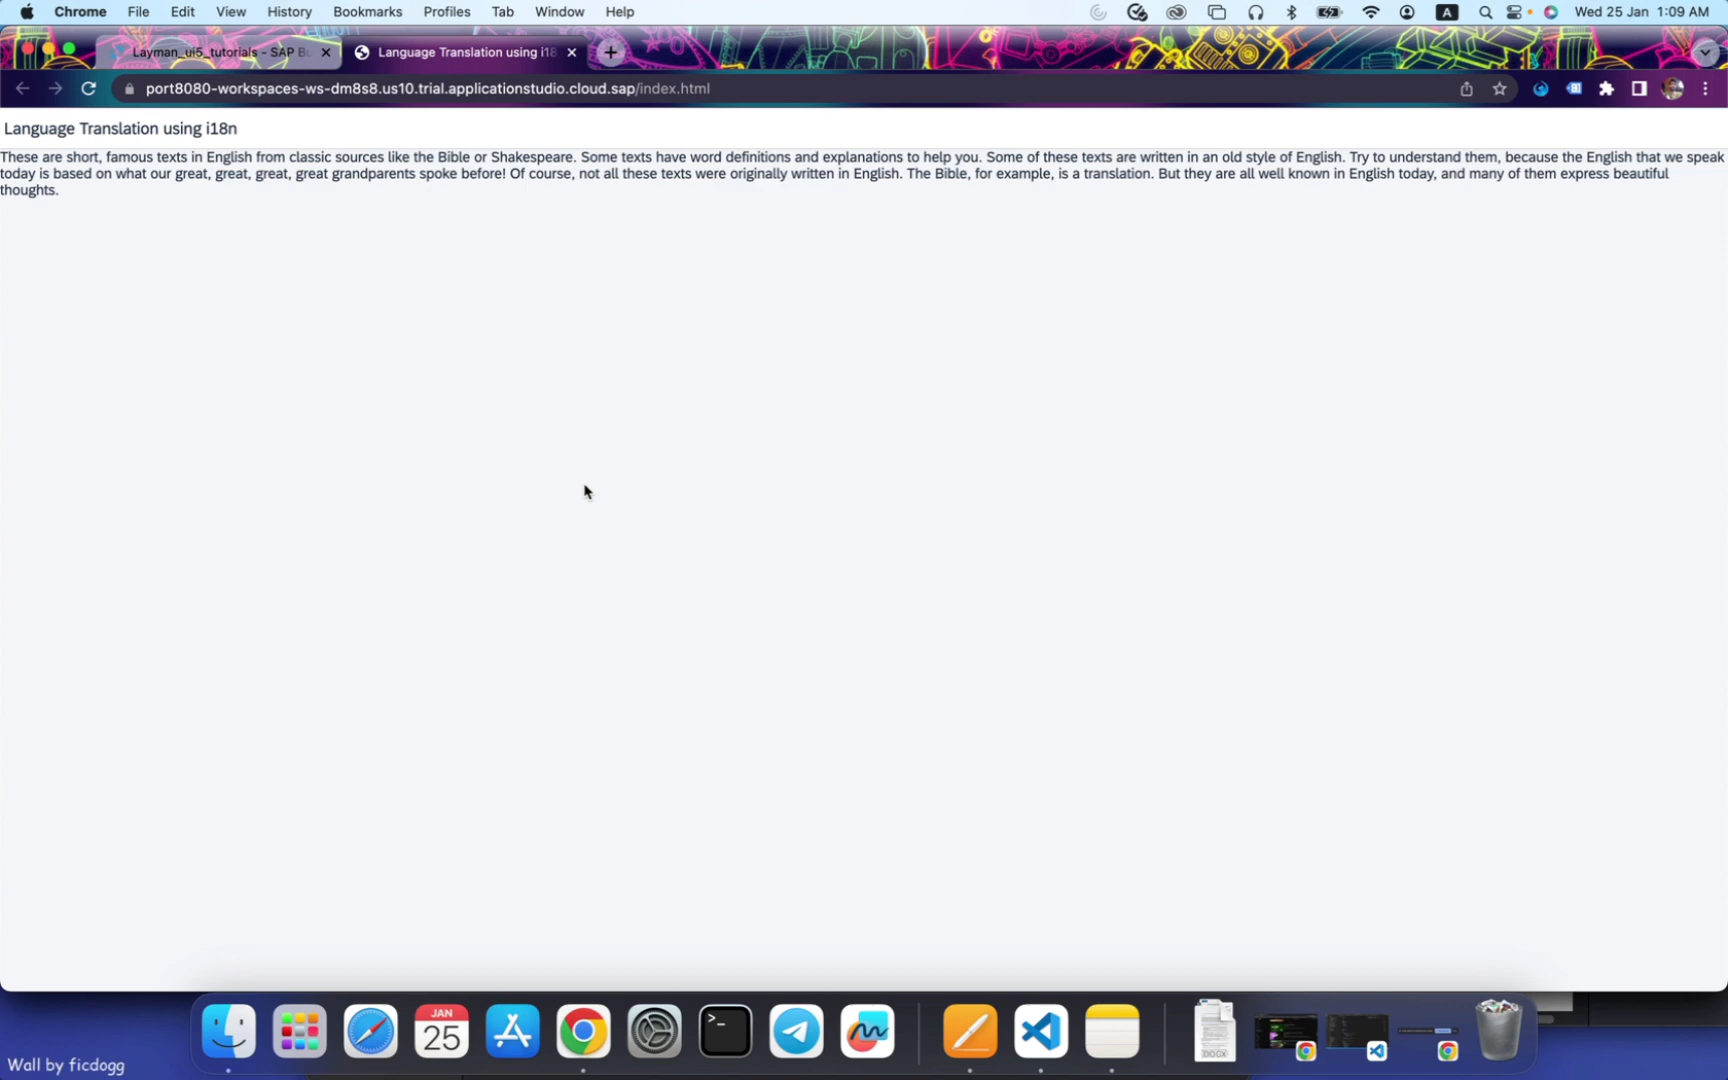 Chrome File Edit View History Bookmarks Profiles Tab Window Help A Wed 25 Jan 1:09 AM
Layman_ui5_tutorials - SAP Bu Language Translation using i18
port8080-workspaces-ws-dm8s8.us10.trial.applicationstudio.cloud.sap/index.html
Language Translation using i18n
These are short, famous texts in English from classic sources like the Bible or Shakespeare. Some texts have word definitions and explanations to help you. Some of these texts are written in an old style of English. Try to understand them, because the English that we speak
today is based on what our great, great, great, great grandparents spoke before! Of course, not all these texts were originally written in English. The Bible, for example, is a translation. But they are all well known in English today, and many of them express beautiful
thoughts.
JAN
25
DOCX
Wall by ficdogg